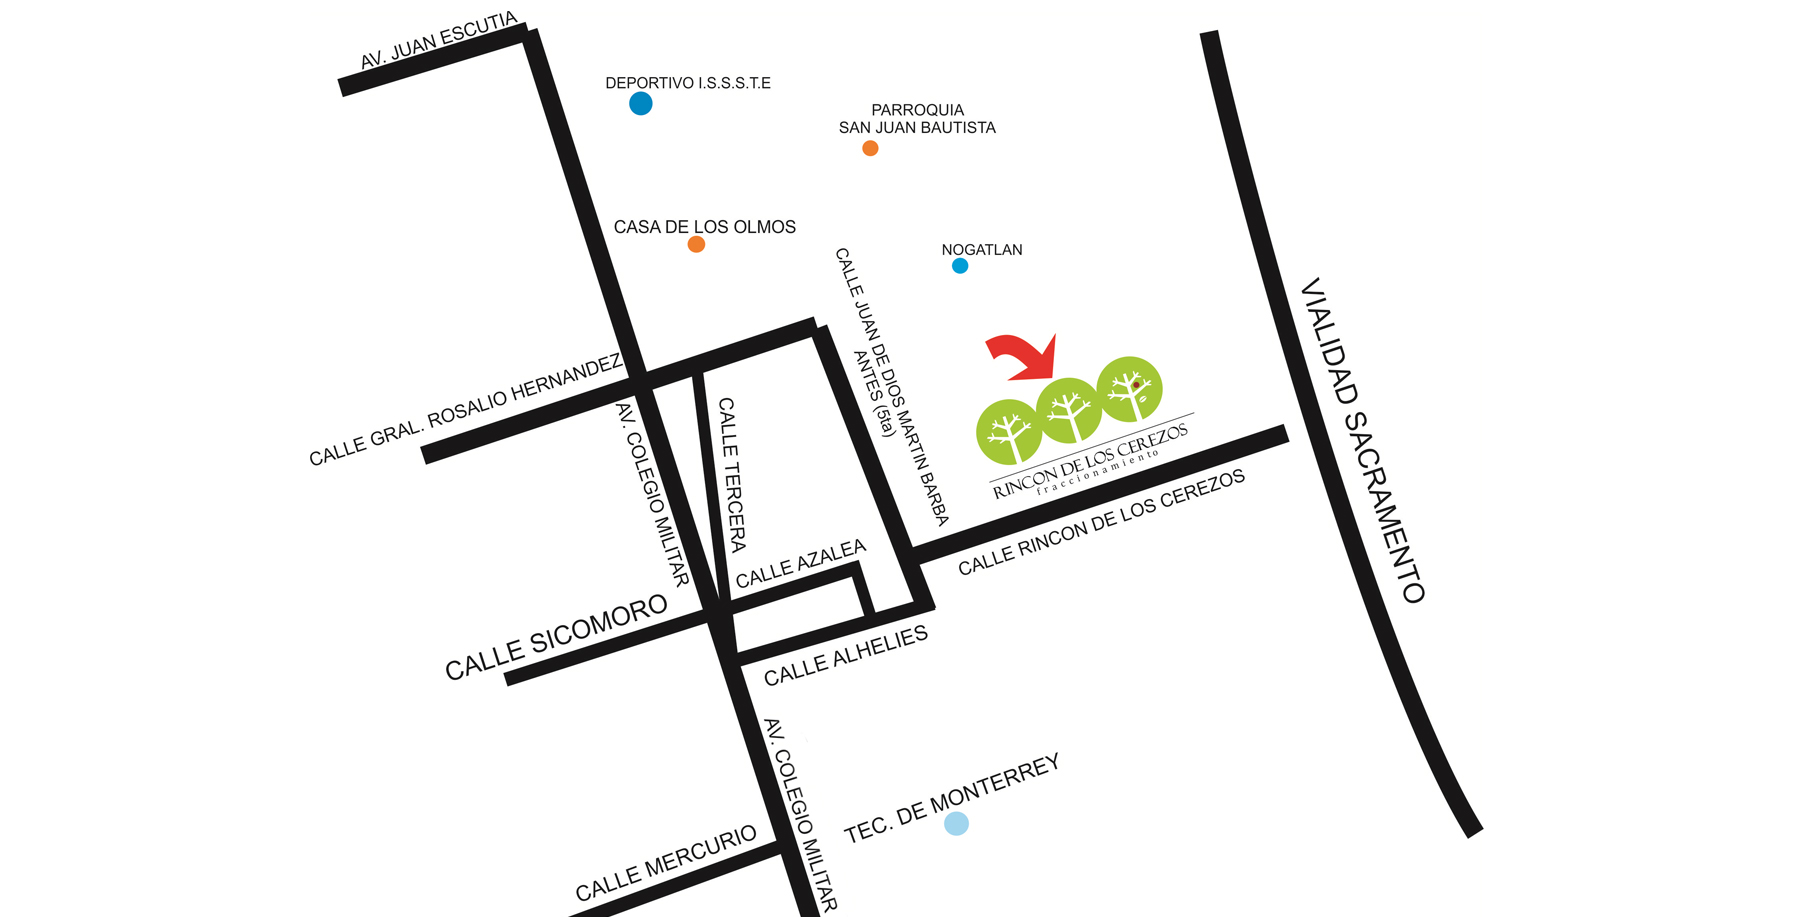 AV. JUAN ESCUTIA
DEPORTIVO I.S.S.S.T.E
PARROQUIA
SAN JUAN BAUTISTA
CASA DE LOS OLMOS
NOGATLAN
CALLE JUAN DE DIOS MARTIN BARBA
ANTES (5ta)
VIALIDAD SACRAMENTO
CALLE GRAL. ROSALIO HERNANDEZ
AV. COLEGIO MILITAR
CALLE TERCERA
RINCON DE LOS CEREZOS
fraccionamiento
CALLE RINCON DE LOS CEREZOS
CALLE AZALEA
CALLE SICOMORO
CALLE ALHELIES
AV. COLEGIO MILITAR
TEC. DE MONTERREY
CALLE MERCURIO